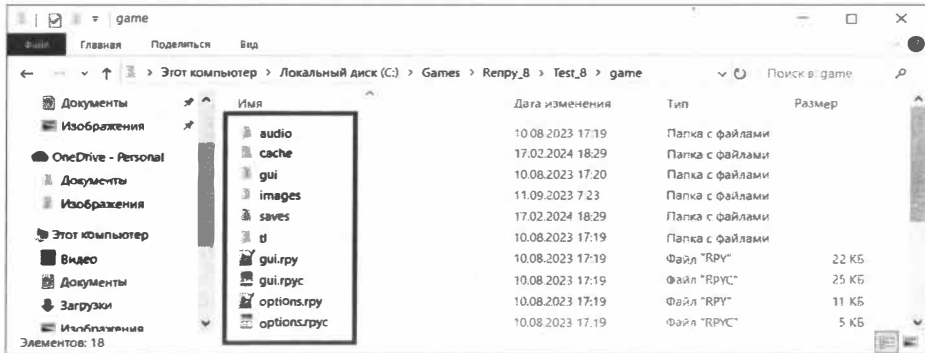 game
Файл Главная Поделиться Вид
Этот компьютер > Локальный диск (C:) > Games > Renpy_8 > Test_8 > game Поиск в: game
Документы
Изображения
OneDrive - Personal
Документы
Изображения
Этот компьютер
Видео
Документы
Загрузки
Изображения
Имя Дата изменения Тип Размер
audio 10.08.2023 17:19 Папка с файлами
cache 17.02.2024 18:29 Папка с файлами
gui 10.08.2023 17:20 Папка с файлами
images 11.09.2023 7:23 Папка с файлами
saves 17.02.2024 18:29 Папка с файлами
tl 10.08.2023 17:19 Папка с файлами
gui.rpy 10.08.2023 17:19 Файл "RPY" 22 КБ
gui.rpyc 10.08.2023 17:19 Файл "RPYC" 25 КБ
options.rpy 10.08.2023 17:19 Файл "RPY" 11 КБ
options.rpyc 10.08.2023 17:19 Файл "RPYC" 5 КБ
Элементов: 18